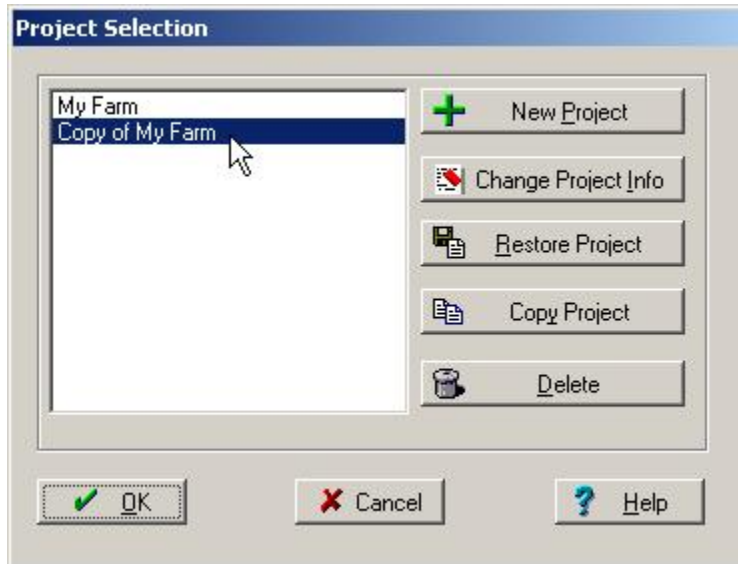 Project Selection
My Farm
Copy of My Farm
New Project
Change Project Info
Restore Project
Copy Project
Delete
OK
Cancel
Help